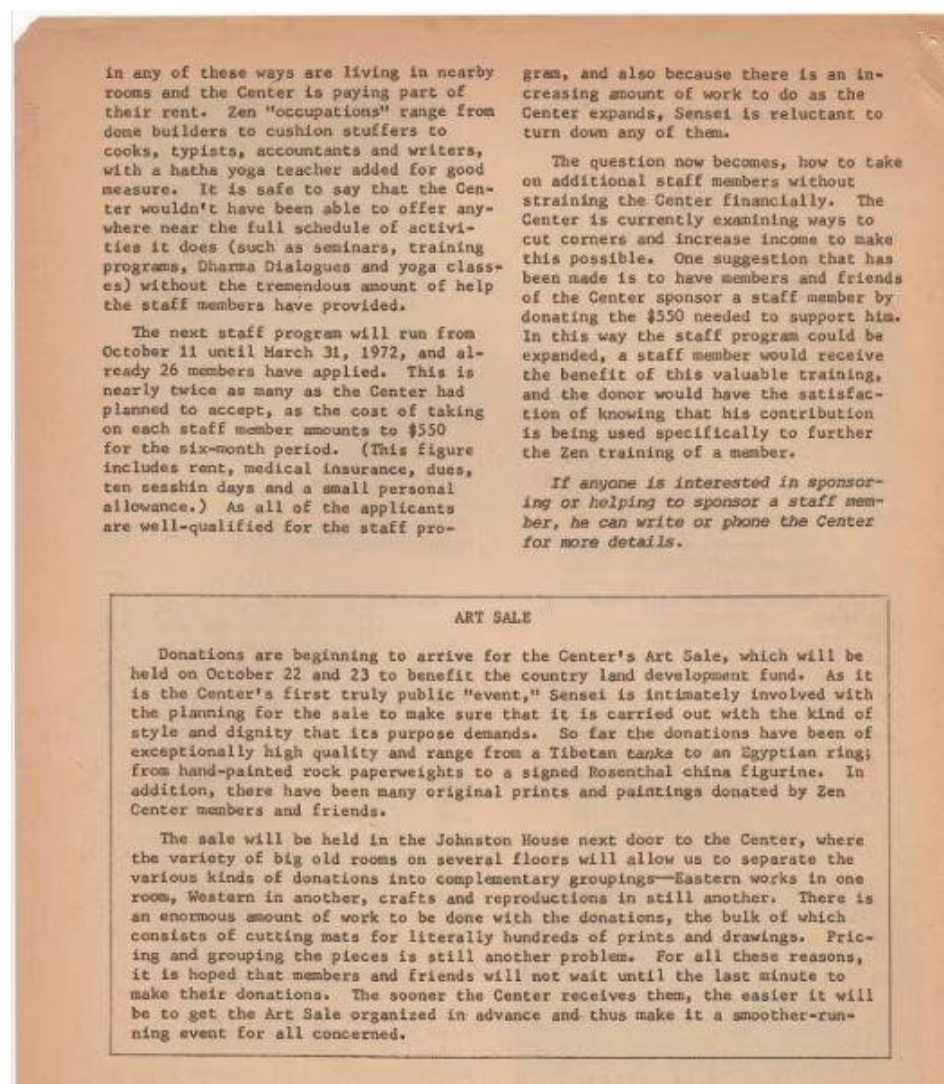 in any of these ways are living in nearby
rooms and the Center is paying part of
their rent.  Zen "occupations" range from
dome builders to cushion stuffers to
cooks, typists, accountants and writers,
with a hatha yoga teacher added for good
measure.  It is safe to say that the Cen-
ter wouldn't have been able to offer any-
where near the full schedule of activi-
ties it does (such as seminars, training
programs, Dharma Dialogues and yoga class-
es) without the tremendous amount of help
the staff members have provided.
The next staff program will run from
October 11 until March 31, 1972, and al-
ready 26 members have applied.  This is
nearly twice as many as the Center had
planned to accept, as the cost of taking
on each staff member amounts to $550
for the six-month period.  (This figure
includes rent, medical insurance, dues,
ten sesshin days and a small personal
allowance.)  As all of the applicants
are well-qualified for the staff pro-
gram, and also because there is an in-
creasing amount of work to do as the
Center expands, Sensei is reluctant to
turn down any of them.
The question now becomes, how to take
on additional staff members without
straining the Center financially.  The
Center is currently examining ways to
cut corners and increase income to make
this possible.  One suggestion that has
been made is to have members and friends
of the Center sponsor a staff member by
donating the $550 needed to support him.
In this way the staff program could be
expanded, a staff member would receive
the benefit of this valuable training,
and the donor would have the satisfac-
tion of knowing that his contribution
is being used specifically to further
the Zen training of a member.
If anyone is interested in sponsor-
ing or helping to sponsor a staff mem-
ber, he can write or phone the Center
for more details.
ART SALE
Donations are beginning to arrive for the Center's Art Sale, which will be
held on October 22 and 23 to benefit the country land development fund.  As it
is the Center's first truly public "event," Sensei is intimately involved with
the planning for the sale to make sure that it is carried out with the kind of
style and dignity that its purpose demands.  So far the donations have been of
exceptionally high quality and range from a Tibetan tanka to an Egyptian ring;
from hand-painted rock paperweights to a signed Rosenthal china figurine.  In
addition, there have been many original prints and paintings donated by Zen
Center members and friends.
The sale will be held in the Johnston House next door to the Center, where
the variety of big old rooms on several floors will allow us to separate the
various kinds of donations into complementary groupings—Eastern works in one
room, Western in another, crafts and reproductions in still another.  There is
an enormous amount of work to be done with the donations, the bulk of which
consists of cutting mats for literally hundreds of prints and drawings.  Pric-
ing and grouping the pieces is still another problem.  For all these reasons,
it is hoped that members and friends will not wait until the last minute to
make their donations.  The sooner the Center receives them, the easier it will
be to get the Art Sale organized in advance and thus make it a smoother-run-
ning event for all concerned.